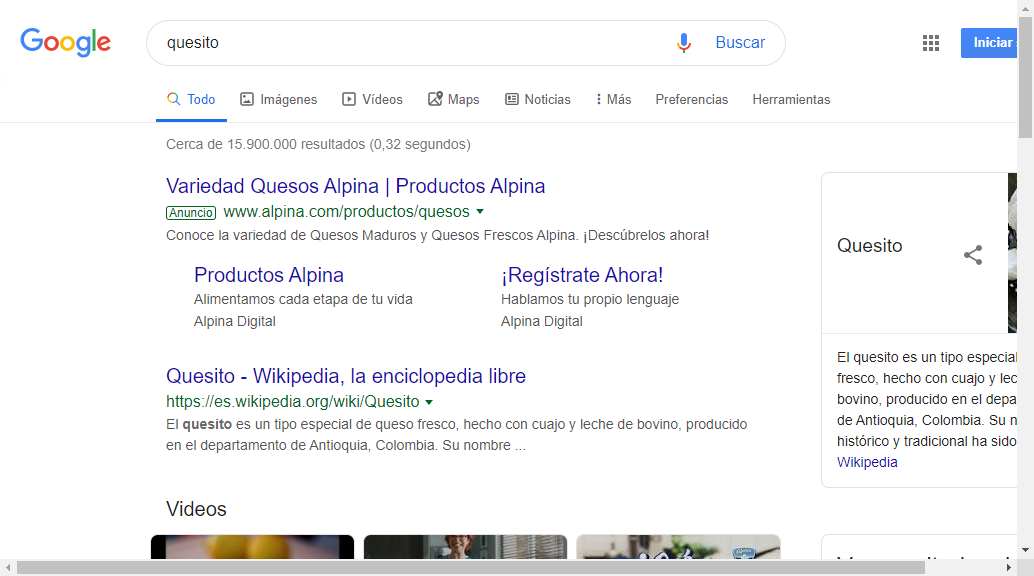 Google
quesito
Buscar
Iniciar
Todo
Imágenes
Vídeos
Maps
Noticias
Más
Preferencias
Herramientas
Cerca de 15.900.000 resultados (0,32 segundos)
Variedad Quesos Alpina | Productos Alpina
Anuncio www.alpina.com/productos/quesos
Conoce la variedad de Quesos Maduros y Quesos Frescos Alpina. ¡Descúbrelos ahora!
Productos Alpina
Alimentamos cada etapa de tu vida
Alpina Digital
¡Regístrate Ahora!
Hablamos tu propio lenguaje
Alpina Digital
Quesito - Wikipedia, la enciclopedia libre
https://es.wikipedia.org/wiki/Quesito
El quesito es un tipo especial de queso fresco, hecho con cuajo y leche de bovino, producido
en el departamento de Antioquia, Colombia. Su nombre ...
Videos
Quesito
El quesito es un tipo especial
fresco, hecho con cuajo y lec
bovino, producido en el depa
de Antioquia, Colombia. Su n
histórico y tradicional ha sido
Wikipedia